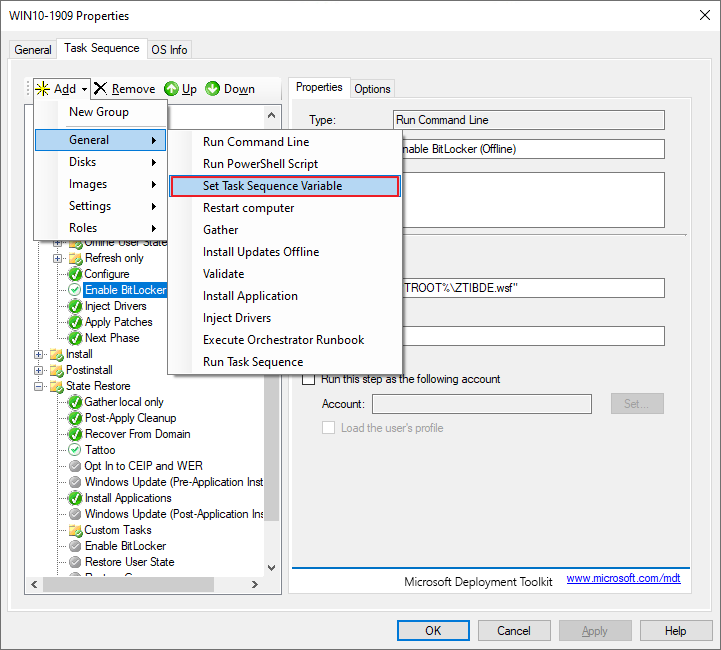 WIN10-1909 Properties
General
Task Sequence
OS Info
Add
Remove
Up
Down
Properties
Options
New Group
General
Disks
Images
Settings
Roles
Run Command Line
Run PowerShell Script
Set Task Sequence Variable
Restart computer
Gather
Install Updates Offline
Validate
Install Application
Inject Drivers
Execute Orchestrator Runbook
Run Task Sequence
Type:
Run Command Line
nable BitLocker (Offline)
TROOT%\ZTIBDE.wsf"
Offline User State
Refresh only
Configure
Enable BitLocker
Inject Drivers
Apply Patches
Next Phase
Install
Postinstall
State Restore
Gather local only
Post-Apply Cleanup
Recover From Domain
Tattoo
Opt In to CEIP and WER
Windows Update (Pre-Application Inst
Install Applications
Windows Update (Post-Application Ins
Custom Tasks
Enable BitLocker
Restore User State
Run this step as the following account
Account:
Set...
Load the user's profile
Microsoft Deployment Toolkit
www.microsoft.com/mdt
OK
Cancel
Apply
Help